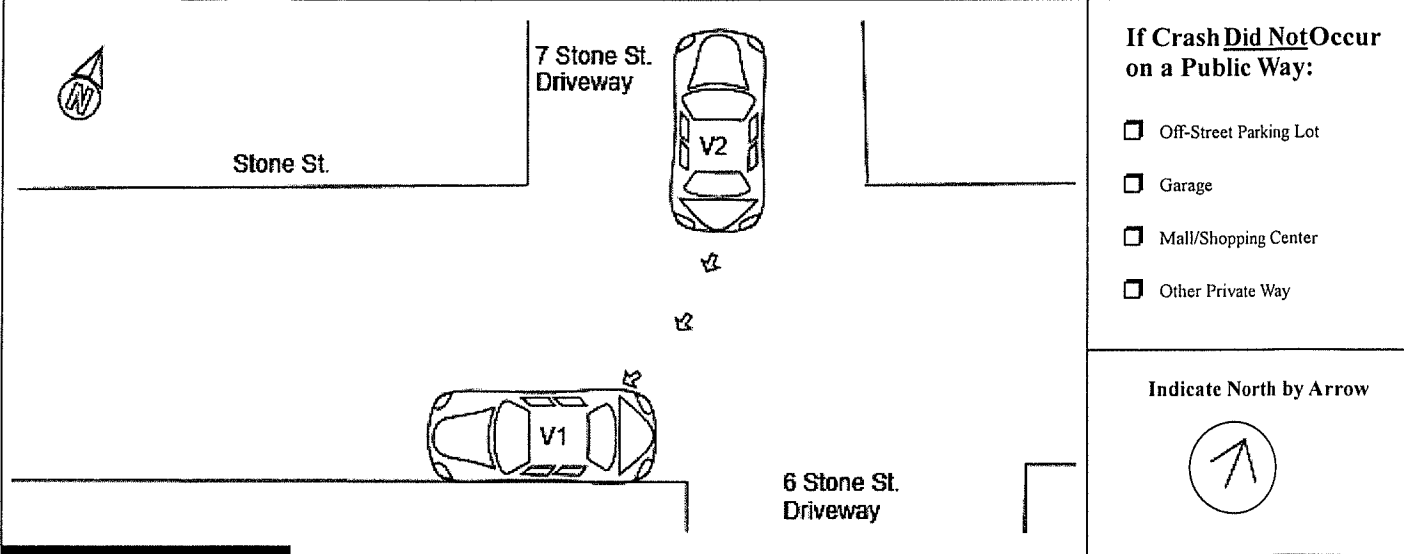 7 Stone St.
Driveway
N
V2
Stone St.
V1
6 Stone St.
Driveway
If Crash Did Not Occur
on a Public Way:
Off-Street Parking Lot
Garage
Mall/Shopping Center
Other Private Way
Indicate North by Arrow